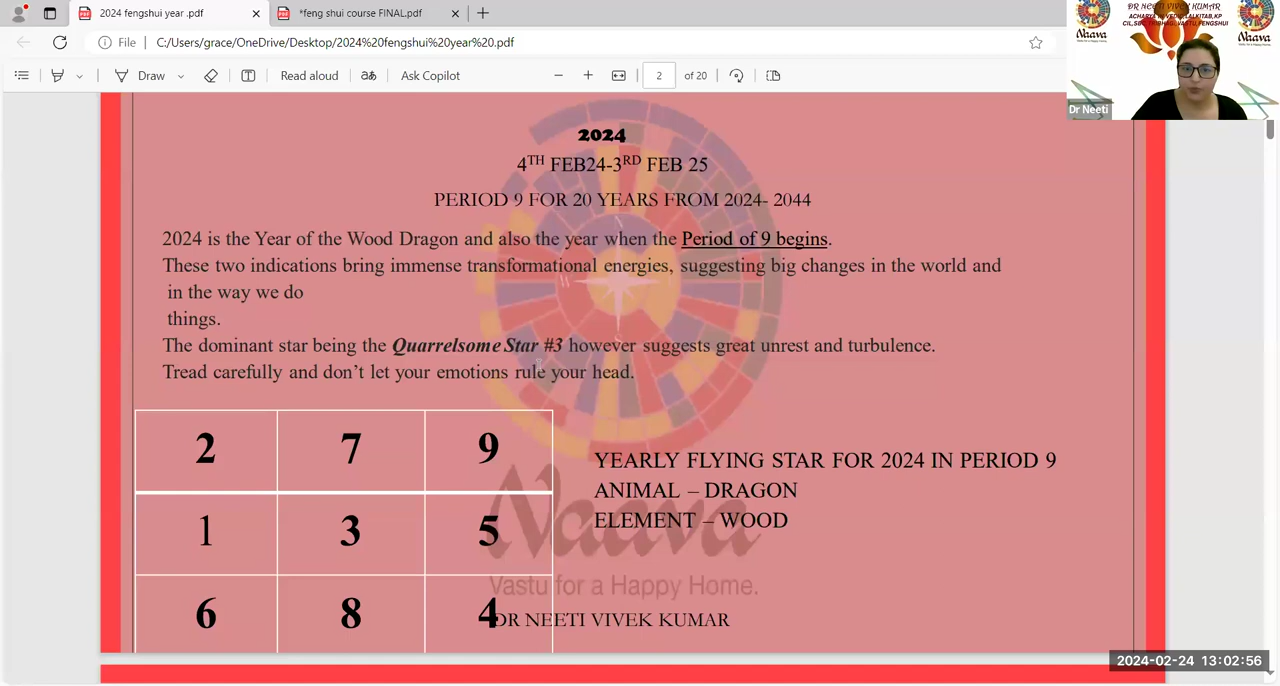 2024 fengshui year .pdf
*feng shui course FINAL.pdf
File
C:/Users/grace/OneDrive/Desktop/2024%20fengshui%20year%20.pdf
Draw
Read aloud
Ask Copilot
2
of 20
DR NEETI VIVEK KUMAR
Naava
Naava
Dr Neeti
2024
4TH FEB24-3RD FEB 25
PERIOD 9 FOR 20 YEARS FROM 2024- 2044
2024 is the Year of the Wood Dragon and also the year when the Period of 9 begins.
These two indications bring immense transformational energies, suggesting big changes in the world and
in the way we do
things.
The dominant star being the Quarrelsome Star #3 however suggests great unrest and turbulence.
Tread carefully and don't let your emotions rule your head.
2 7 9
1 3 5
6 8 4
YEARLY FLYING STAR FOR 2024 IN PERIOD 9
ANIMAL – DRAGON
ELEMENT – WOOD
Naava
Vastu for a Happy Home.
DR NEETI VIVEK KUMAR
2024-02-24 13:02:56